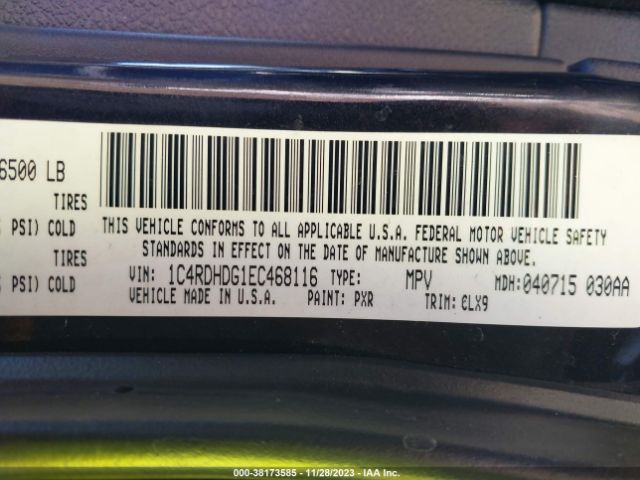 6500 LB
TIRES
PSI) COLD
TIRES
PSI) COLD
THIS VEHICLE CONFORMS TO ALL APPLICABLE U.S.A. FEDERAL MOTOR VEHICLE SAFETY
STANDARDS IN EFFECT ON THE DATE OF MANUFACTURE SHOWN ABOVE.
VIN: 1C4RDHDG1EC468116 TYPE: MPV MDH:040715 030AA
VEHICLE MADE IN U.S.A. PAINT: PXR TRIM: CLX9
000-38173585 - 11/28/2023 - IAA Inc.